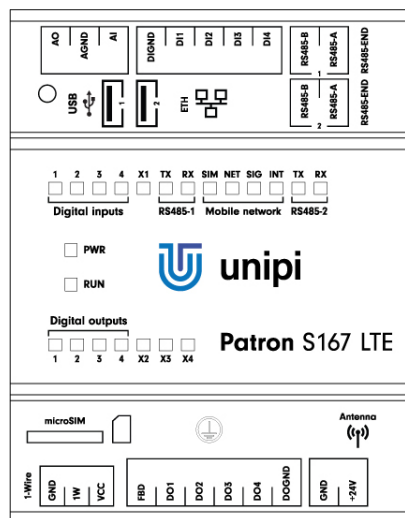 AO AGND AI DIGND DI1 DI2 DI3 DI4 RS485-B RS485-A RS485-END
1
USB 1 2 ETH RS485-B RS485-A RS485-END
2
1 2 3 4 X1 TX RX SIM NET SIG INT TX RX
Digital inputs RS485-1 Mobile network RS485-2
PWR
unipi
RUN
Digital outputs
Patron S167 LTE
1 2 3 4 X2 X3 X4
microSIM Antenna
1-Wire GND 1W VCC FBD DO1 DO2 DO3 DO4 DOGND GND +24V